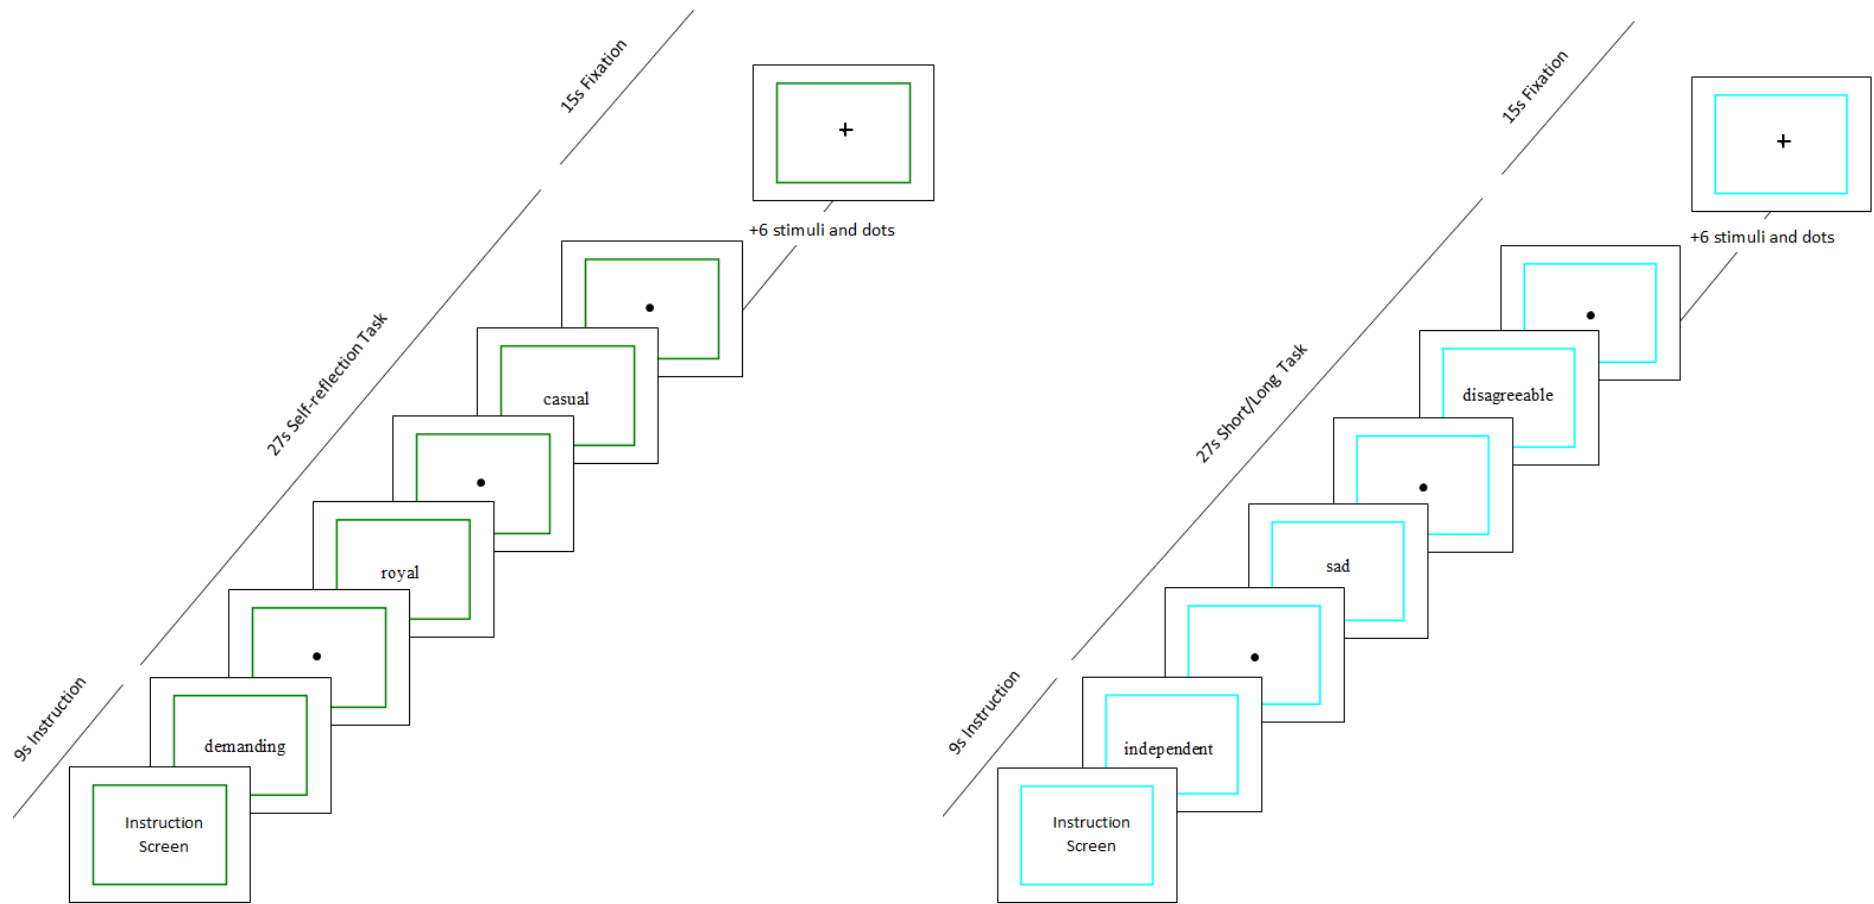 15s Fixation
+6 stimuli and dots
27s Self-reflection Task
casual
royal
9s Instruction
demanding
Instruction
Screen
15s Fixation
+6 stimuli and dots
27s Short/Long Task
disagreeable
sad
9s Instruction
independent
Instruction
Screen